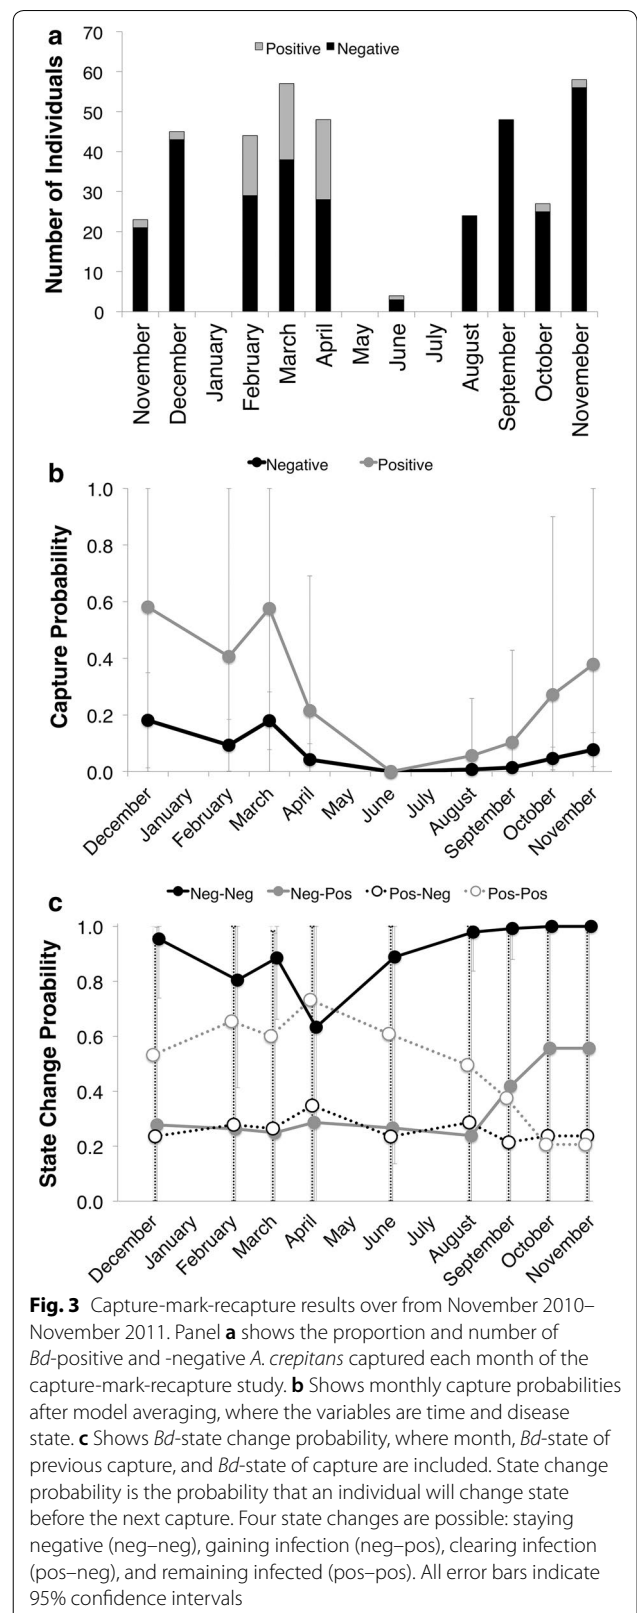 a
Positive Negative
Number of Individuals
70
60
50
40
30
20
10
0
November
December
January
February
March
April
May
June
July
August
September
October
Novemeber
b
Negative Positive
Capture Probability
1.0
0.8
0.6
0.4
0.2
0.0
December
January
February
March
April
May
June
July
August
September
October
November
c
Neg-Neg Neg-Pos Pos-Neg Pos-Pos
State Change Proability
1.0
0.8
0.6
0.4
0.2
0.0
December
January
February
March
April
May
June
July
August
September
October
November
Fig. 3 Capture-mark-recapture results over from November 2010–
November 2011. Panel a shows the proportion and number of
Bd-positive and -negative A. crepitans captured each month of the
capture-mark-recapture study. b Shows monthly capture probabilities
after model averaging, where the variables are time and disease
state. c Shows Bd-state change probability, where month, Bd-state of
previous capture, and Bd-state of capture are included. State change
probability is the probability that an individual will change state
before the next capture. Four state changes are possible: staying
negative (neg–neg), gaining infection (neg–pos), clearing infection
(pos–neg), and remaining infected (pos–pos). All error bars indicate
95% confidence intervals